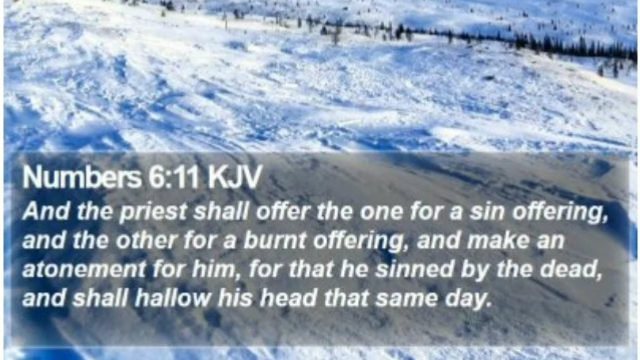 Numbers 6:11 KJV
And the priest shall offer the one for a sin offering,
and the other for a burnt offering, and make an
atonement for him, for that he sinned by the dead,
and shall hallow his head that same day.